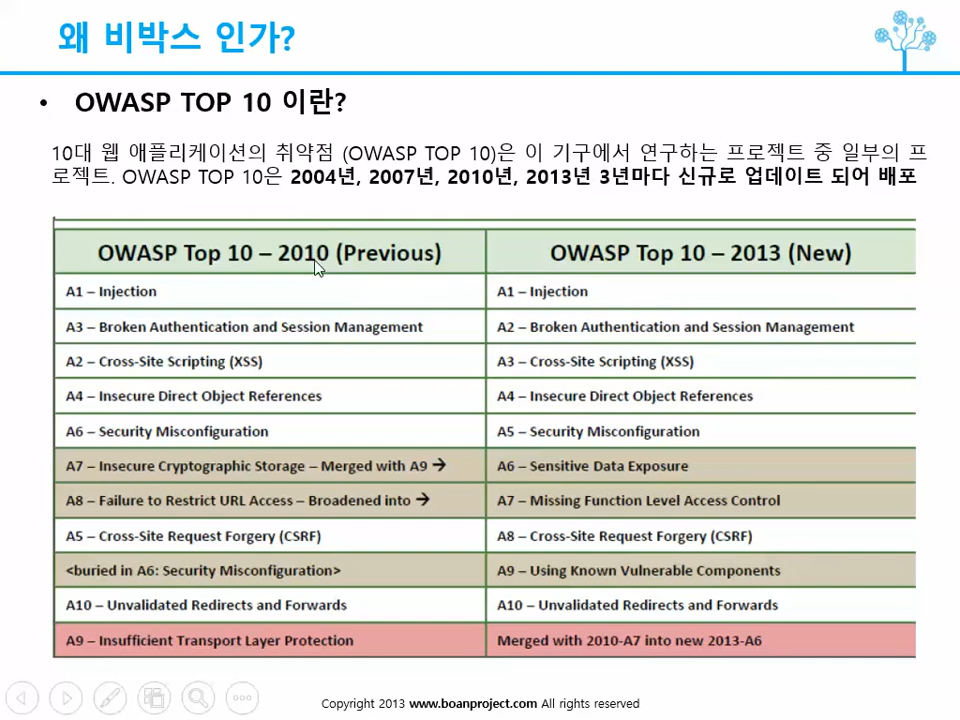 왜 비박스 인가?
• OWASP TOP 10 이란?
10대 웹 애플리케이션의 취약점 (OWASP TOP 10)은 이 기구에서 연구하는 프로젝트 중 일부의 프
로젝트. OWASP TOP 10은 2004년, 2007년, 2010년, 2013년 3년마다 신규로 업데이트 되어 배포
OWASP Top 10 – 2010 (Previous) OWASP Top 10 – 2013 (New)
A1 – Injection A1 – Injection
A3 – Broken Authentication and Session Management A2 – Broken Authentication and Session Management
A2 – Cross-Site Scripting (XSS) A3 – Cross-Site Scripting (XSS)
A4 – Insecure Direct Object References A4 – Insecure Direct Object References
A6 – Security Misconfiguration A5 – Security Misconfiguration
A7 – Insecure Cryptographic Storage – Merged with A9 → A6 – Sensitive Data Exposure
A8 – Failure to Restrict URL Access – Broadened into → A7 – Missing Function Level Access Control
A5 – Cross-Site Request Forgery (CSRF) A8 – Cross-Site Request Forgery (CSRF)
<buried in A6: Security Misconfiguration> A9 – Using Known Vulnerable Components
A10 – Unvalidated Redirects and Forwards A10 – Unvalidated Redirects and Forwards
A9 – Insufficient Transport Layer Protection Merged with 2010-A7 into new 2013-A6
Copyright 2013 www.boanproject.com All rights reserved